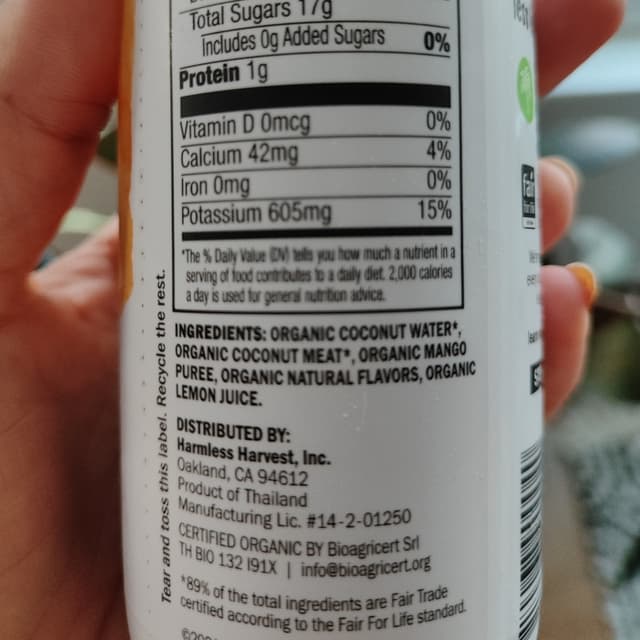 Total Sugars 17g
Includes 0g Added Sugars 0%
Protein 1g
Vitamin D 0mcg 0%
Calcium 42mg 4%
Iron 0mg 0%
Potassium 605mg 15%
*The % Daily Value (DV) tells you how much a nutrient in a
serving of food contributes to a daily diet. 2,000 calories
a day is used for general nutrition advice.
INGREDIENTS: ORGANIC COCONUT WATER*,
ORGANIC COCONUT MEAT*, ORGANIC MANGO
PUREE, ORGANIC NATURAL FLAVORS, ORGANIC
LEMON JUICE.
DISTRIBUTED BY:
Harmless Harvest, Inc.
Oakland, CA 94612
Product of Thailand
Manufacturing Lic. #14-2-01250
CERTIFIED ORGANIC BY Bioagricert Srl
TH BIO 132 I91X | info@bioagricert.org
*89% of the total ingredients are Fair Trade
certified according to the Fair For Life standard.
Tear and toss this label. Recycle the rest.
Fair